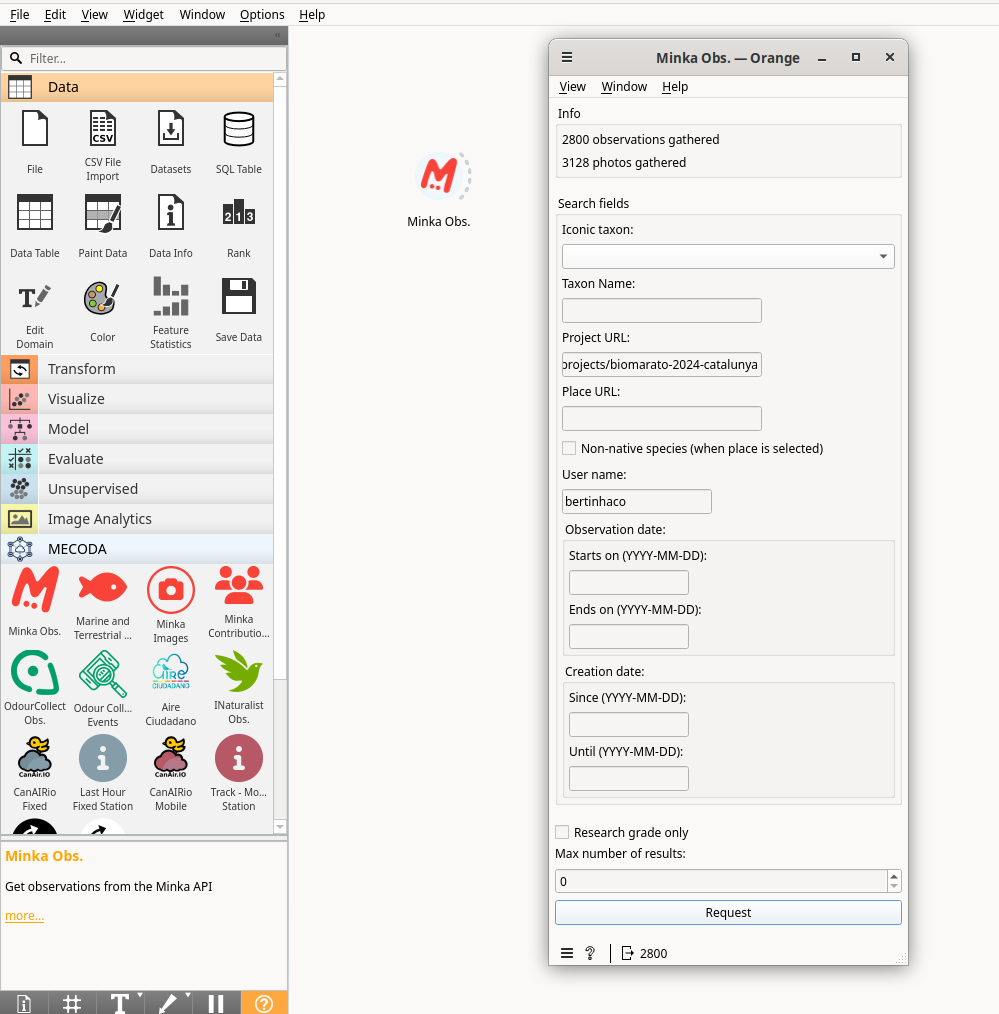 File Edit View Widget Window Options Help
Filter...
Data
File
CSV File Import
Datasets
SQL Table
Data Table
Paint Data
Data Info
Rank
Edit Domain
Color
Feature Statistics
Save Data
Transform
Visualize
Model
Evaluate
Unsupervised
Image Analytics
MECODA
Minka Obs.
Marine and Terrestrial ...
Minka Images
Minka Contributio...
OdourCollect Obs.
Odour Coll... Events
Aire Ciudadano
INaturalist Obs.
CanAIRio Fixed
Last Hour Fixed Station
CanAIRio Mobile
Track - Mo... Station
Minka Obs.
Get observations from the Minka API
more...
Minka Obs.
Minka Obs. — Orange
View Window Help
Info
2800 observations gathered
3128 photos gathered
Search fields
Iconic taxon:
Taxon Name:
Project URL:
projects/biomarato-2024-catalunya
Place URL:
Non-native species (when place is selected)
User name:
bertinhaco
Observation date:
Starts on (YYYY-MM-DD):
Ends on (YYYY-MM-DD):
Creation date:
Since (YYYY-MM-DD):
Until (YYYY-MM-DD):
Research grade only
Max number of results:
0
Request
2800